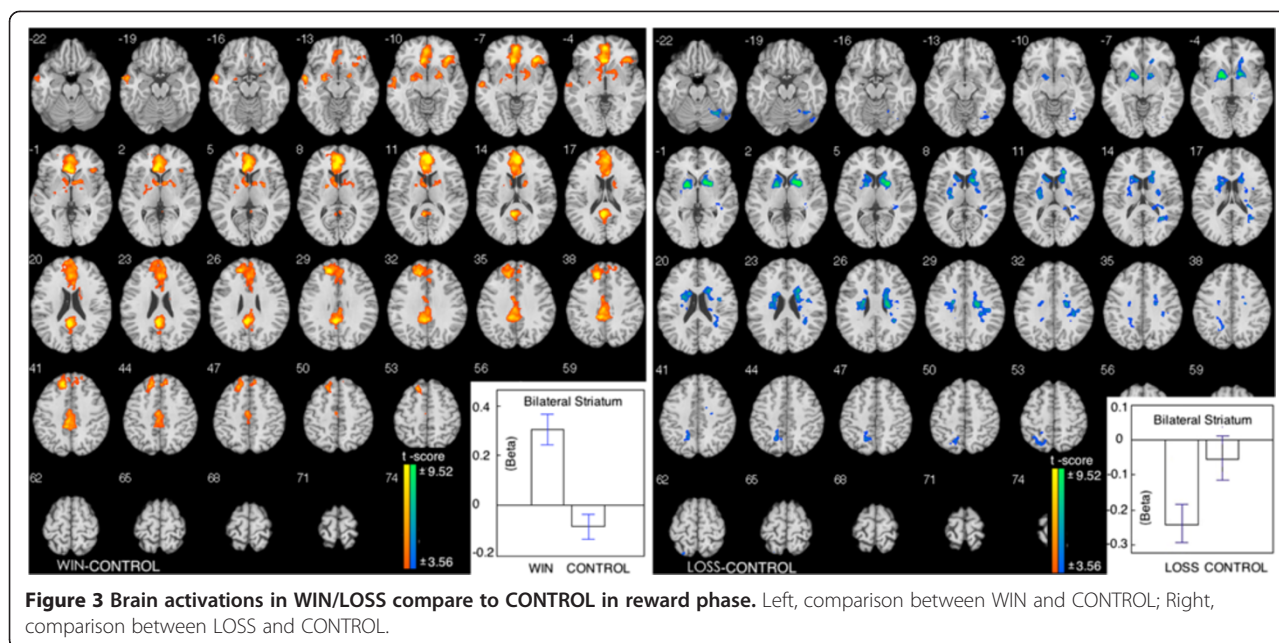 -22 -19 -16 -13 -10 -7 -4
-1 2 5 8 11 14 17
20 23 26 29 32 35 38
41 44 47 50 53 56 59
62 65 68 71 74
t -score
±9.52
±3.56
Bilateral Striatum
(Beta)
0.4
0.2
0
-0.2
WIN CONTROL
WIN-CONTROL
-22 -19 -16 -13 -10 -7 -4
-1 2 5 8 11 14 17
20 23 26 29 32 35 38
41 44 47 50 53 56 59
62 65 68 71 74
t -score
±9.52
±3.56
0.1
Bilateral Striatum
(Beta)
0
-0.1
-0.2
-0.3
LOSS CONTROL
LOSS-CONTROL
Figure 3 Brain activations in WIN/LOSS compare to CONTROL in reward phase. Left, comparison between WIN and CONTROL; Right,
comparison between LOSS and CONTROL.